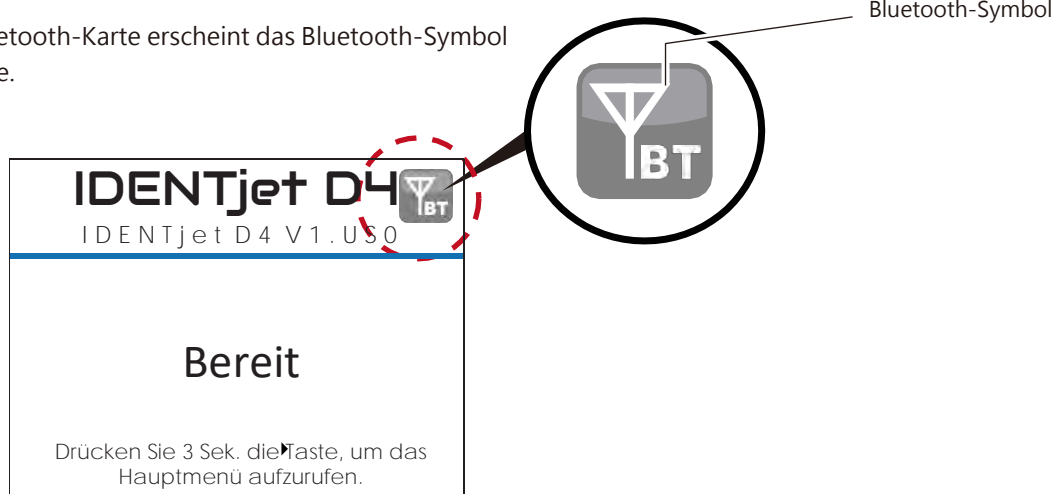 Bluetooth-Symbol
etooth-Karte erscheint das Bluetooth-Symbol
e.
BT
IDENTjet D4
BT
IDENTjet D4 V1.US0
Bereit
Drücken Sie 3 Sek. die Taste, um das
Hauptmenü aufzurufen.